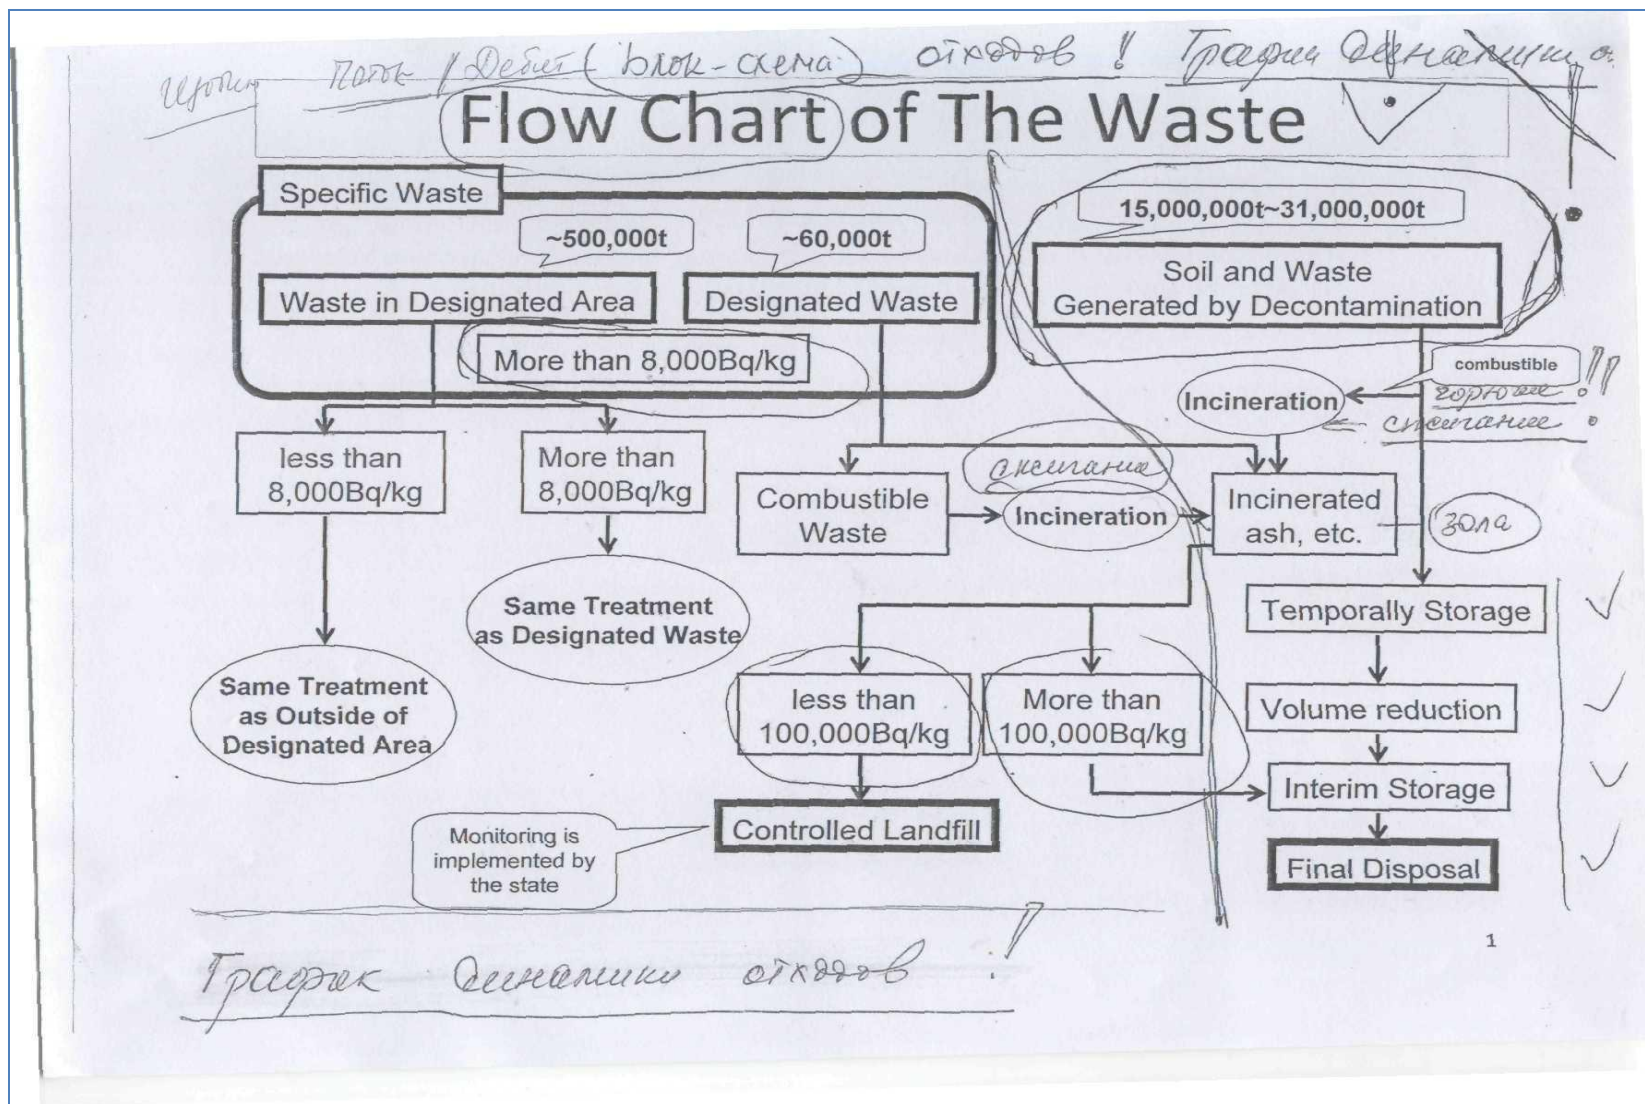 Поток / Дебит (блок-схема) отходов ! График динамики о.
Flow Chart of The Waste
Specific Waste
~500,000t
~60,000t
Waste in Designated Area
Designated Waste
More than 8,000Bq/kg
15,000,000t~31,000,000t
Soil and Waste
Generated by Decontamination
combustible
горючие !!
Incineration
сжигание
less than
8,000Bq/kg
More than
8,000Bq/kg
Combustible
Waste
сжигание
Incineration
Incinerated
ash, etc.
зола
Same Treatment
as Outside of
Designated Area
Same Treatment
as Designated Waste
less than
100,000Bq/kg
More than
100,000Bq/kg
Controlled Landfill
Monitoring is
implemented by
the state
Temporally Storage
Volume reduction
Interim Storage
Final Disposal
1
График динамики отходов !